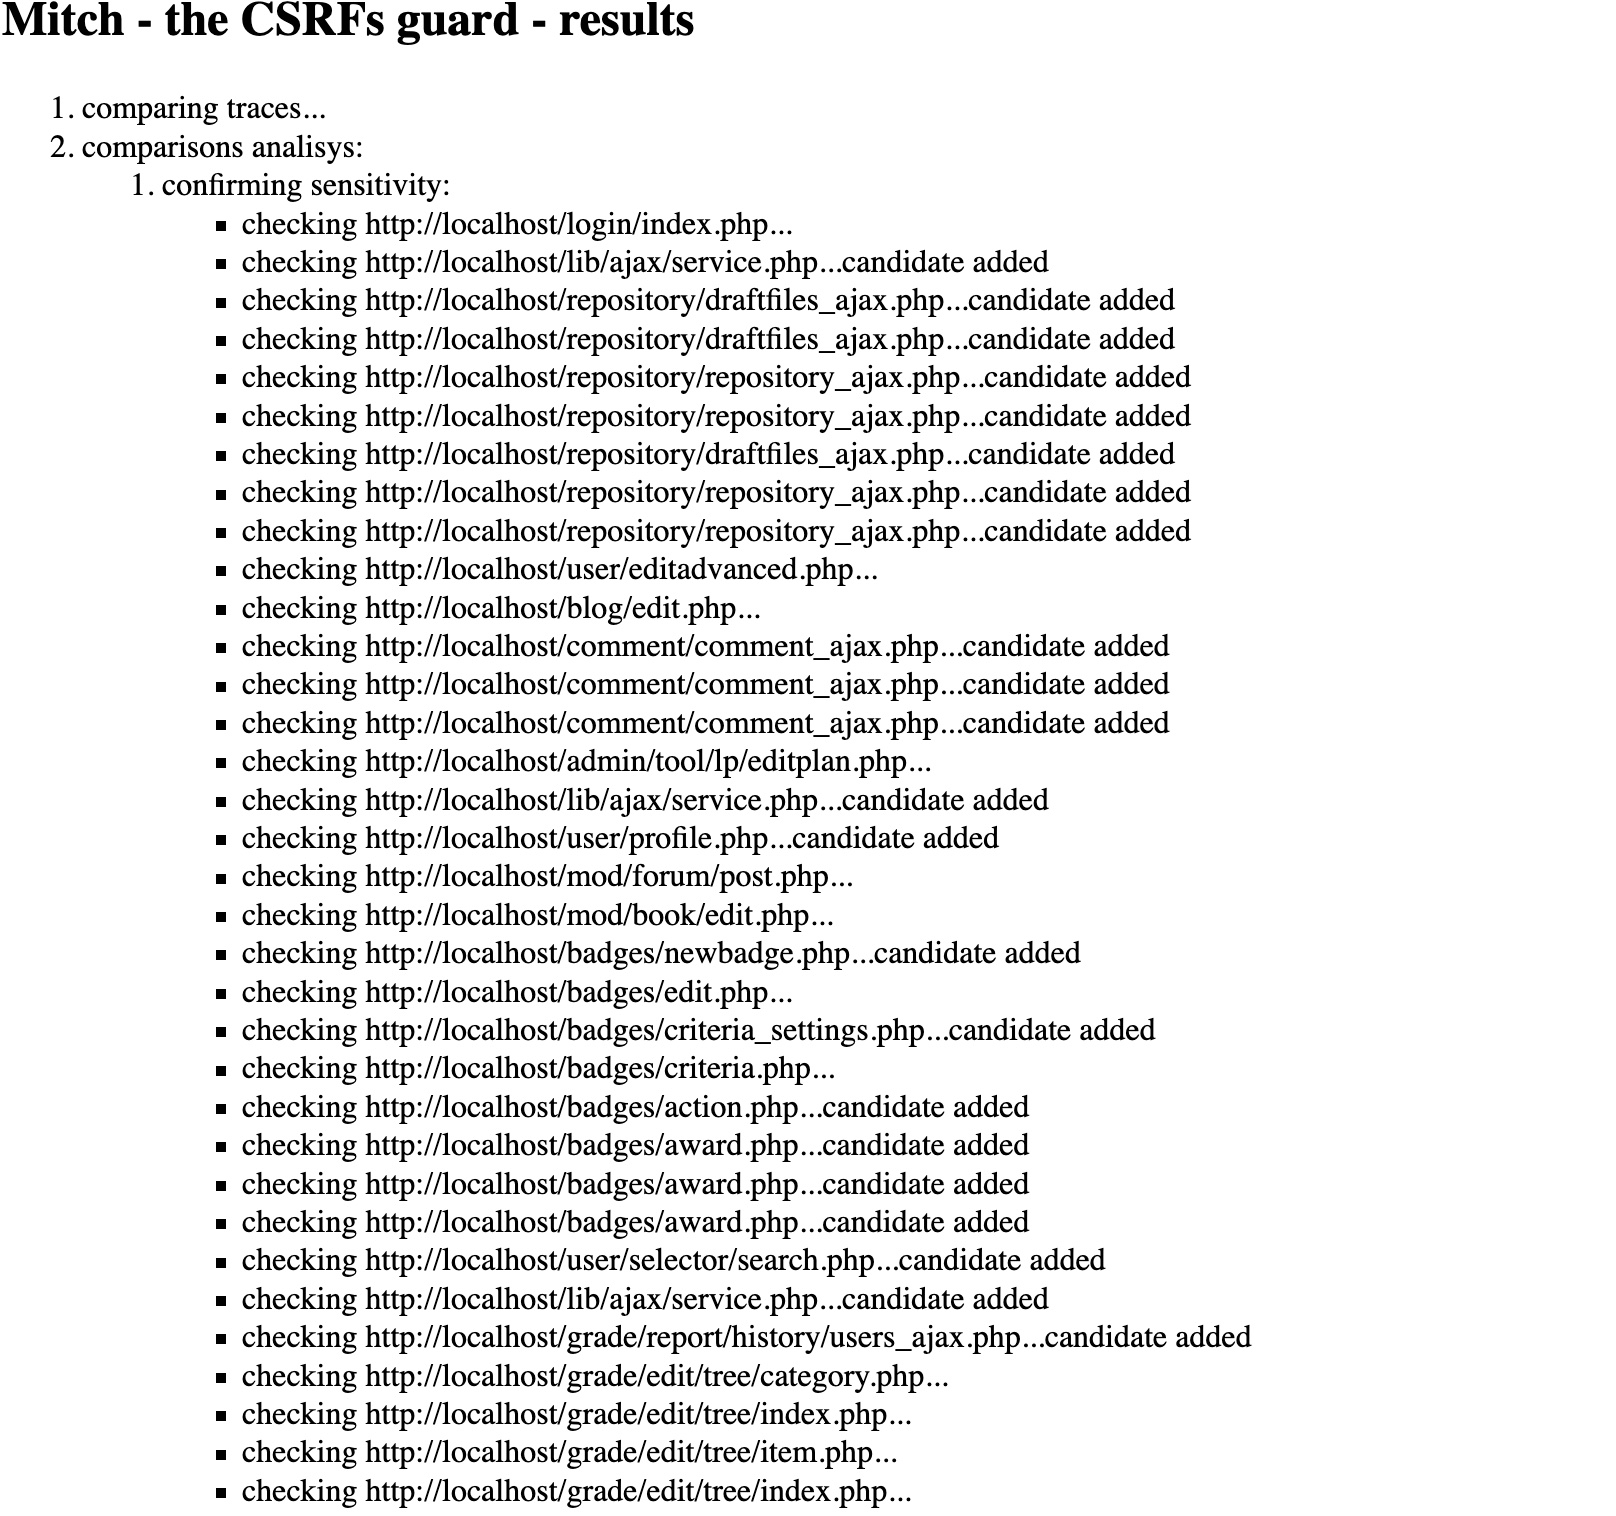 Mitch - the CSRFs guard - results
1. comparing traces...
2. comparisons analisys:
1. confirming sensitivity:
▪ checking http://localhost/login/index.php...
▪ checking http://localhost/lib/ajax/service.php...candidate added
▪ checking http://localhost/repository/draftfiles_ajax.php...candidate added
▪ checking http://localhost/repository/draftfiles_ajax.php...candidate added
▪ checking http://localhost/repository/repository_ajax.php...candidate added
▪ checking http://localhost/repository/repository_ajax.php...candidate added
▪ checking http://localhost/repository/draftfiles_ajax.php...candidate added
▪ checking http://localhost/repository/repository_ajax.php...candidate added
▪ checking http://localhost/repository/repository_ajax.php...candidate added
▪ checking http://localhost/user/editadvanced.php...
▪ checking http://localhost/blog/edit.php...
▪ checking http://localhost/comment/comment_ajax.php...candidate added
▪ checking http://localhost/comment/comment_ajax.php...candidate added
▪ checking http://localhost/comment/comment_ajax.php...candidate added
▪ checking http://localhost/admin/tool/lp/editplan.php...
▪ checking http://localhost/lib/ajax/service.php...candidate added
▪ checking http://localhost/user/profile.php...candidate added
▪ checking http://localhost/mod/forum/post.php...
▪ checking http://localhost/mod/book/edit.php...
▪ checking http://localhost/badges/newbadge.php...candidate added
▪ checking http://localhost/badges/edit.php...
▪ checking http://localhost/badges/criteria_settings.php...candidate added
▪ checking http://localhost/badges/criteria.php...
▪ checking http://localhost/badges/action.php...candidate added
▪ checking http://localhost/badges/award.php...candidate added
▪ checking http://localhost/badges/award.php...candidate added
▪ checking http://localhost/badges/award.php...candidate added
▪ checking http://localhost/user/selector/search.php...candidate added
▪ checking http://localhost/lib/ajax/service.php...candidate added
▪ checking http://localhost/grade/report/history/users_ajax.php...candidate added
▪ checking http://localhost/grade/edit/tree/category.php...
▪ checking http://localhost/grade/edit/tree/index.php...
▪ checking http://localhost/grade/edit/tree/item.php...
▪ checking http://localhost/grade/edit/tree/index.php...